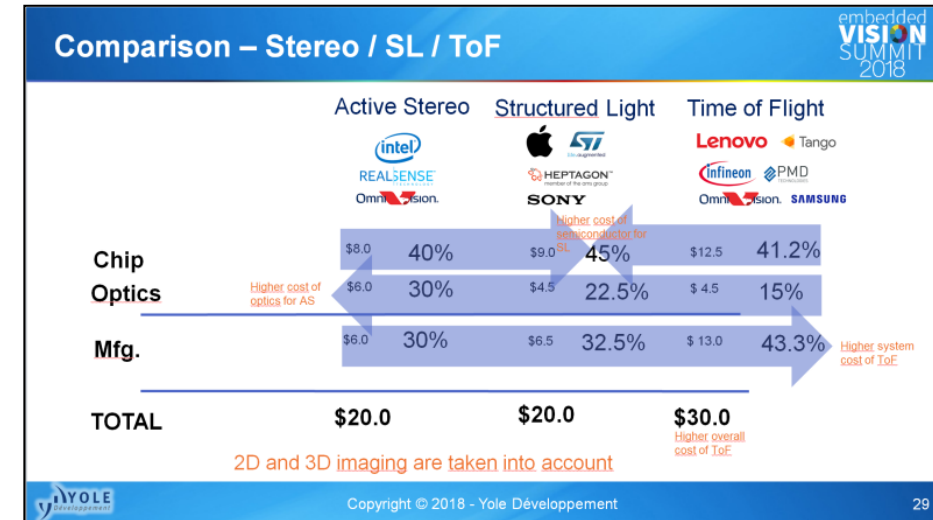 Comparison – Stereo / SL / ToF
embedded
VISION
SUMMIT
2018
Active Stereo Structured Light Time of Flight
intel
REALSENSE
TECHNOLOGY
OmniVision.
ST
life.augmented
HEPTAGON
member of the ams group
SONY
Lenovo Tango
infineon PMD
TECHNOLOGIES
OmniVision. SAMSUNG
Higher cost of
semiconductor for
SL
Chip $8.0 40% $9.0 45% $12.5 41.2%
Optics Higher cost of
optics for AS
$6.0 30% $4.5 22.5% $ 4.5 15%
Mfg. $6.0 30% $6.5 32.5% $ 13.0 43.3%
Higher system
cost of ToF
TOTAL $20.0 $20.0 $30.0
Higher overall
cost of ToF
2D and 3D imaging are taken into account
YOLE
Développement
Copyright © 2018 - Yole Développement
29